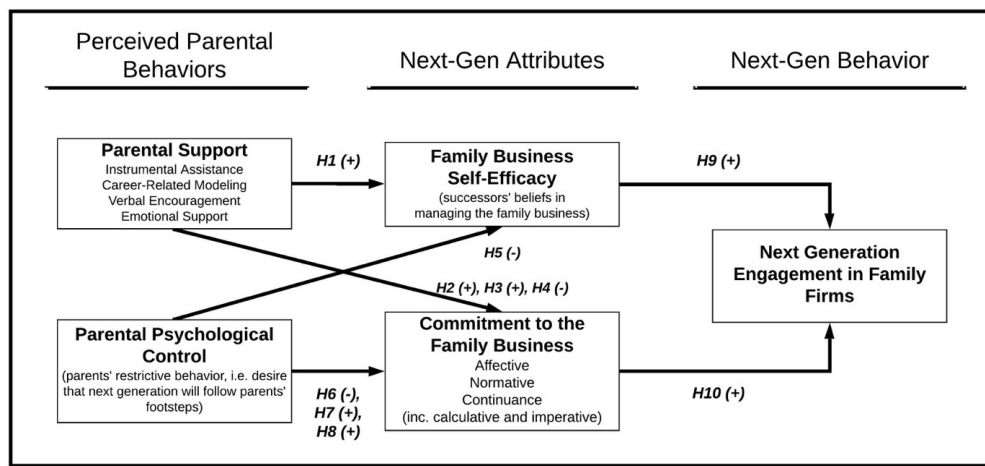 Perceived Parental
Behaviors
Next-Gen Attributes
Next-Gen Behavior
Parental Support
Instrumental Assistance
Career-Related Modeling
Verbal Encouragement
Emotional Support
H1 (+)
Family Business
Self-Efficacy
(successors' beliefs in
managing the family business)
H9 (+)
H5 (-)
H2 (+), H3 (+), H4 (-)
Next Generation
Engagement in Family
Firms
Parental Psychological
Control
(parents' restrictive behavior, i.e. desire
that next generation will follow parents'
footsteps)
H6 (-),
H7 (+),
H8 (+)
Commitment to the
Family Business
Affective
Normative
Continuance
(inc. calculative and imperative)
H10 (+)